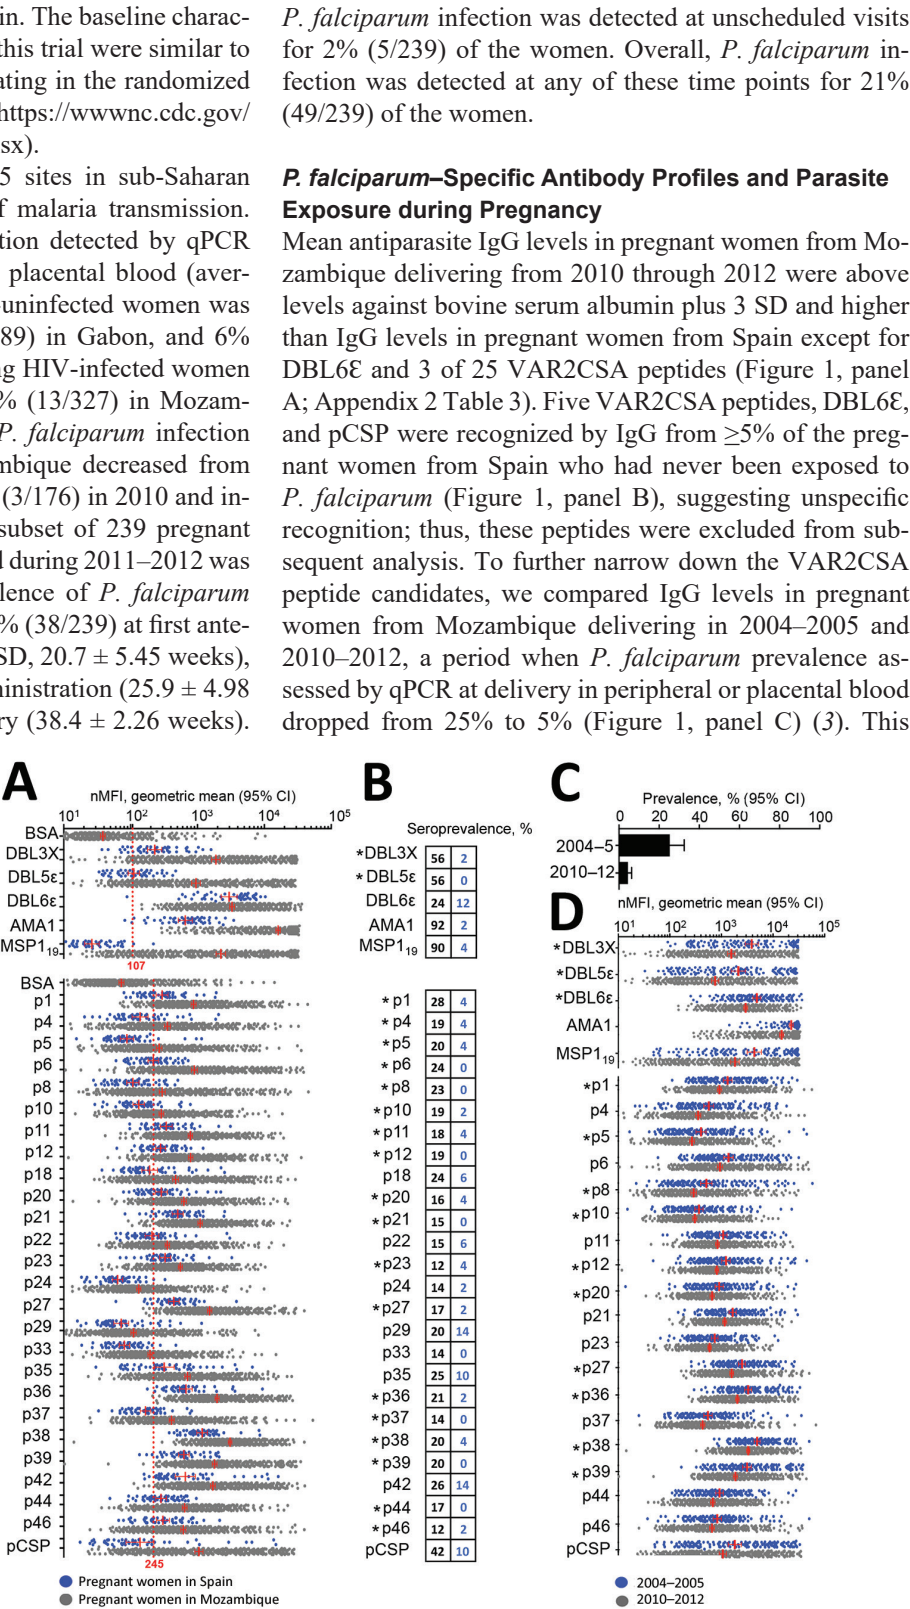 in. The baseline charac-
this trial were similar to
ating in the randomized
https://wwwnc.cdc.gov/
sx).
5 sites in sub-Saharan
f malaria transmission.
tion detected by qPCR
placental blood (aver-
-uninfected women was
89) in Gabon, and 6%
ng HIV-infected women
% (13/327) in Mozam-
P. falciparum infection
mbique decreased from
(3/176) in 2010 and in-
subset of 239 pregnant
d during 2011–2012 was
lence of P. falciparum
% (38/239) at first ante-
SD, 20.7 ± 5.45 weeks),
ministration (25.9 ± 4.98
ry (38.4 ± 2.26 weeks).
P. falciparum infection was detected at unscheduled visits
for 2% (5/239) of the women. Overall, P. falciparum in-
fection was detected at any of these time points for 21%
(49/239) of the women.
P. falciparum–Specific Antibody Profiles and Parasite
Exposure during Pregnancy
Mean antiparasite IgG levels in pregnant women from Mo-
zambique delivering from 2010 through 2012 were above
levels against bovine serum albumin plus 3 SD and higher
than IgG levels in pregnant women from Spain except for
DBL6Ɛ and 3 of 25 VAR2CSA peptides (Figure 1, panel
A; Appendix 2 Table 3). Five VAR2CSA peptides, DBL6Ɛ,
and pCSP were recognized by IgG from ≥5% of the preg-
nant women from Spain who had never been exposed to
P. falciparum (Figure 1, panel B), suggesting unspecific
recognition; thus, these peptides were excluded from sub-
sequent analysis. To further narrow down the VAR2CSA
peptide candidates, we compared IgG levels in pregnant
women from Mozambique delivering in 2004–2005 and
2010–2012, a period when P. falciparum prevalence as-
sessed by qPCR at delivery in peripheral or placental blood
dropped from 25% to 5% (Figure 1, panel C) (3). This
A
nMFI, geometric mean (95% CI)
10¹ 10² 10³ 10⁴ 10⁵
BSA
DBL3X
DBL5ε
DBL6ε
AMA1
MSP1₁₉
107
BSA
p1
p4
p5
p6
p8
p10
p11
p12
p18
p20
p21
p22
p23
p24
p27
p29
p33
p35
p36
p37
p38
p39
p42
p44
p46
pCSP
245
Pregnant women in Spain
Pregnant women in Mozambique
B
Seroprevalence, %
*DBL3X 56 2
*DBL5ε 56 0
DBL6ε 24 12
AMA1 92 2
MSP1₁₉ 90 4
*p1 28 4
*p4 19 4
*p5 20 4
*p6 24 0
*p8 23 0
*p10 19 2
*p11 18 4
*p12 19 0
p18 24 6
*p20 16 4
*p21 15 0
p22 15 6
*p23 12 4
p24 14 2
*p27 17 2
p29 20 14
p33 14 0
p35 25 10
*p36 21 2
*p37 14 0
*p38 20 4
*p39 20 0
p42 26 14
*p44 17 0
*p46 12 2
pCSP 42 10
C
Prevalence, % (95% CI)
0 20 40 60 80 100
2004–5
2010–12
D
nMFI, geometric mean (95% CI)
10¹ 10² 10³ 10⁴ 10⁵
*DBL3X
*DBL5ε
*DBL6ε
AMA1
MSP1₁₉
*p1
p4
*p5
p6
*p8
*p10
p11
*p12
*p20
p21
p23
*p27
*p36
p37
*p38
*p39
p44
p46
pCSP
2004–2005
2010–2012